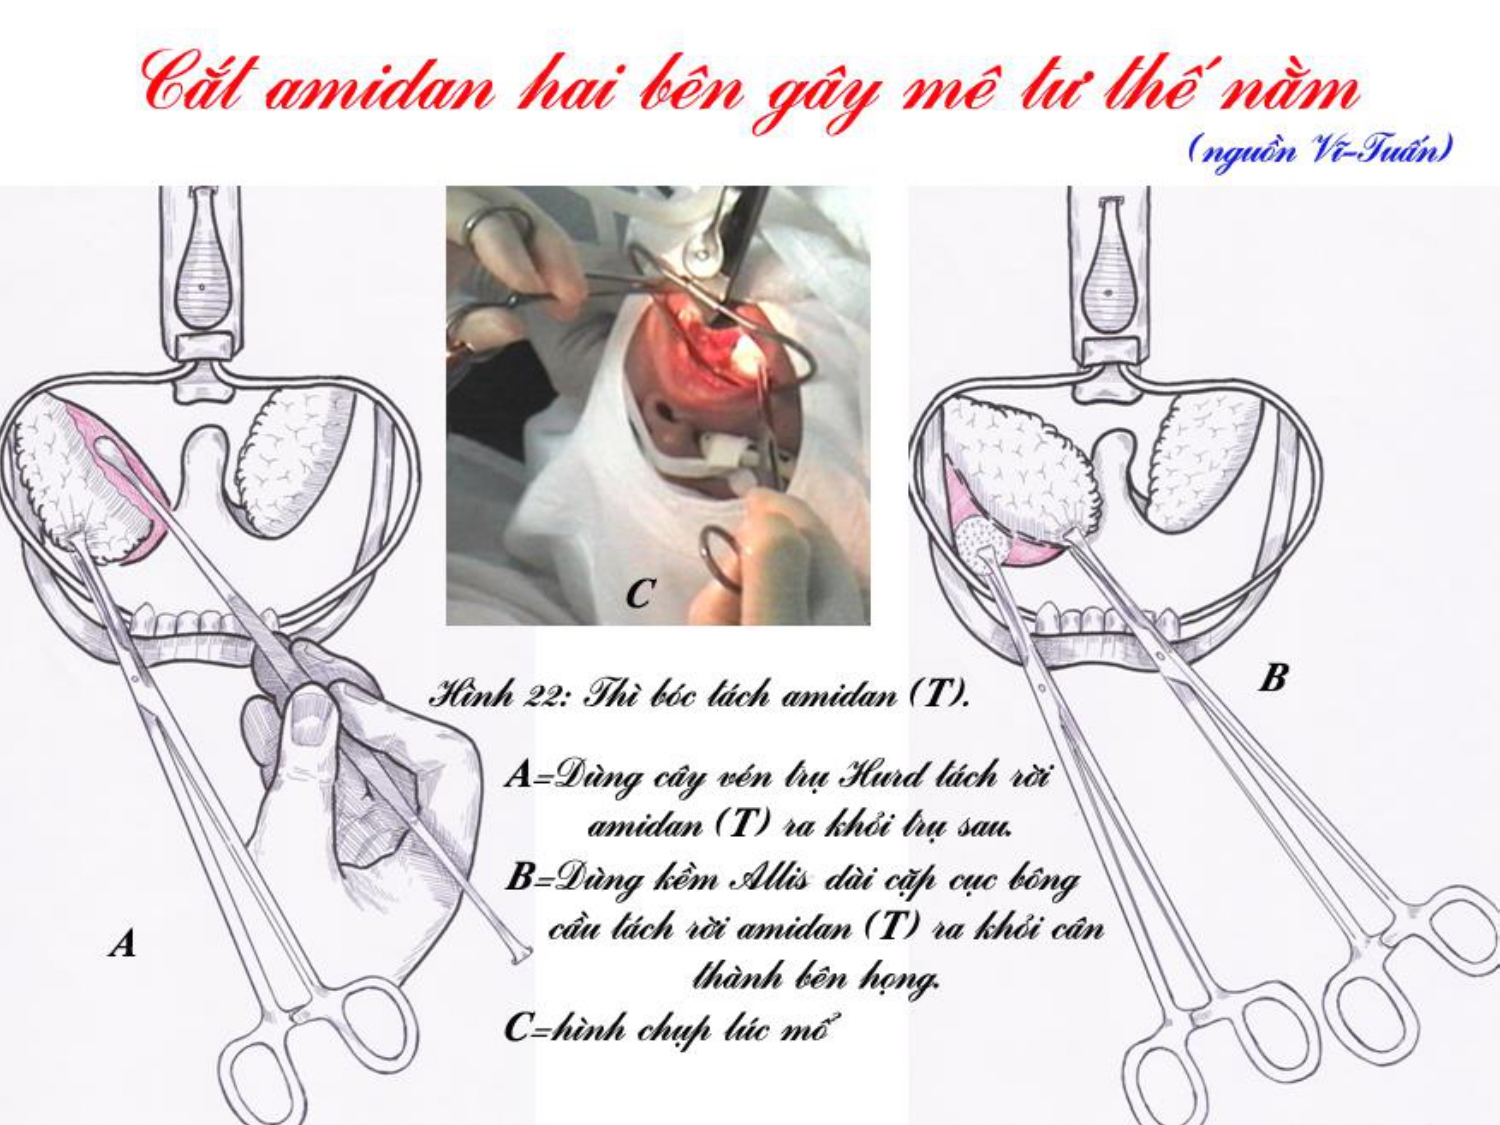 Cắt amidan hai bên gây mê tư thế nằm
(nguồn Vĩ-Tuấn)
C
B
Hình 22: Thì bóc tách amidan (T).
A=Dùng cây vén trụ Hurd tách rời
amidan (T) ra khỏi trụ sau.
B=Dùng kềm Allis dài cặp cục bông
cầu tách rời amidan (T) ra khỏi cân
thành bên họng.
C=hình chụp lúc mổ
A